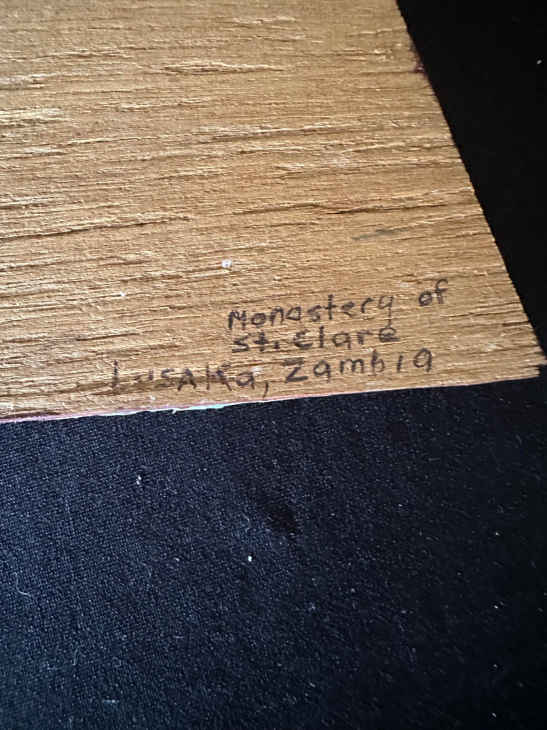 Monastery of
St. Clare
Lusaka, Zambia